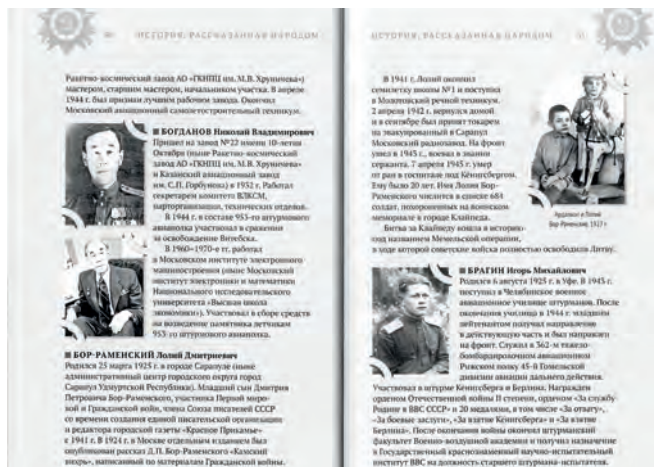 ИСТОРИЯ, РАССКАЗАННАЯ НАРОДОМ
Ракетно-космический завод АО «ГКНПЦ им. М.В. Хруничева»)
мастером, старшим мастером, начальником участка. В апреле
1944 г. был признан лучшим рабочим завода. Окончил
Московский авиационный самолетостроительный техникум.
■ БОГДАНОВ Николай Владимирович
Пришел на завод №22 имени 10-летия
Октября (ныне Ракетно-космический
завод АО «ГКНПЦ им. М.В. Хруничева»
и Казанский авиационный завод
им. С.П. Горбунова) в 1932 г. Работал
секретарем комитета ВЛКСМ,
парторганизации, технических отделов.
В 1944 г. в составе 953-го штурмового
авиаполка участвовал в сражении
за освобождение Витебска.
В 1960–1970-е гг. работал
в Московском институте электронного
машиностроения (ныне Московский
институт электроники и математики
Национального исследовательского
университета «Высшая школа
экономики»). Участвовал в сборе средств
на возведение памятника летчикам
953-го штурмового авиаполка.
■ БОР-РАМЕНСКИЙ Лолий Дмитриевич
Родился 25 марта 1925 г. в городе Сарапуле (ныне
административный центр городского округа город
Сарапул Удмуртской Республики). Младший сын Дмитрия
Петровича Бор-Раменского, участника Первой миро-
вой и Гражданской войн, члена Союза писателей СССР
со времени создания единой писательской организации
и редактора городской газеты «Красное Прикамье»
с 1941 г. В 1924 г. в Москве отдельным изданием был
опубликован рассказ Д.П. Бор-Раменского «Камский
вихрь», написанный по материалам Гражданской войны.
ИСТОРИЯ, РАССКАЗАННАЯ НАРОДОМ
В 1941 г. Лолий окончил
семилетку школы №1 и поступил
в Молотовский речной техникум.
2 апреля 1942 г. вернулся домой
и в сентябре был принят токарем
на эвакуированный в Сарапул
Московский радиозавод. На фронт
ушел в 1943 г., воевал в звании
сержанта. 7 апреля 1945 г. умер
от ран в госпитале под Кёнигсбергом.
Ему было 20 лет. Имя Лолия Бор-
Раменского числится в списке 684
солдат, похороненных на воинском
мемориале в городе Клайпеда.
Битва за Клайпеду вошла в историю
под названием Мемельской операции,
в ходе которой советские войска полностью освободили Литву.
и Лолий
Бор-Раменские, 1927 г.
■ БРАГИН Игорь Михайлович
Родился 6 августа 1925 г. в Уфе. В 1943 г.
поступил в Челябинское военное
авиационное училище штурманов. После
окончания училища в 1944 г. младшим
лейтенантом получил направление
в действующую часть и был направлен
на фронт. Служил в 362-м тяжело-
бомбардировочном авиационном
Рижском полку 45-й Гомельской
дивизии авиации дальнего действия.
Участвовал в штурме Кенигсберга и Берлина. Награжден
орденом Отечественной войны II степени, орденом «За службу
Родине в ВВС СССР» и 20 медалями, в том числе «За отвагу»,
«За боевые заслуги», «За взятие Кёнигсберга» и «За взятие
Берлина». После окончания войны окончил штурманский
факультет Военно-воздушной академии и получил назначение
в Государственный краснознаменный научно-испытательный
институт ВВС на должность старшего штурмана-испытателя.